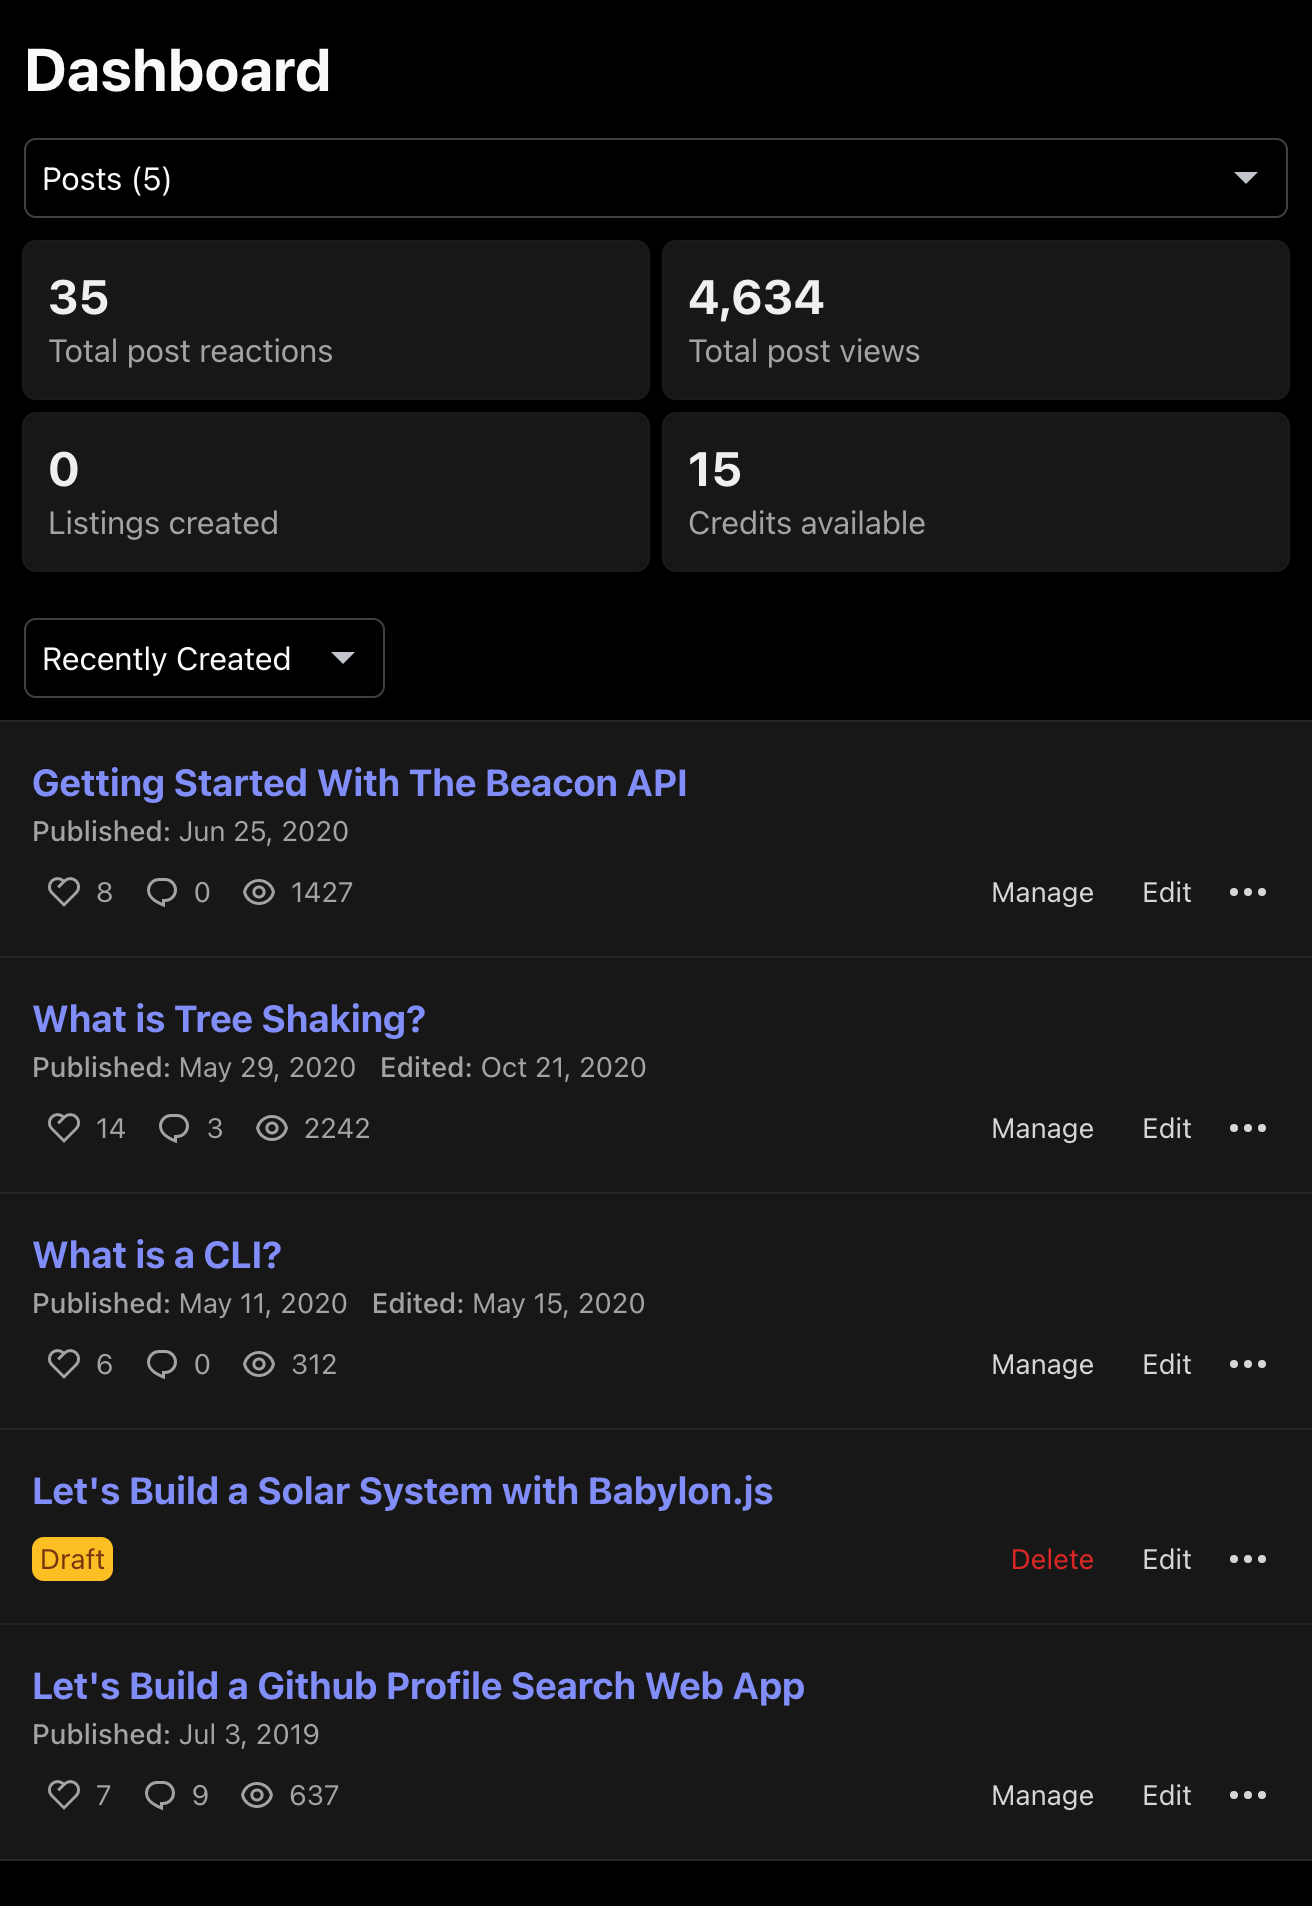 Dashboard
Posts (5)
35
Total post reactions
4,634
Total post views
0
Listings created
15
Credits available
Recently Created
Getting Started With The Beacon API
Published: Jun 25, 2020
8 0 1427 Manage Edit
What is Tree Shaking?
Published: May 29, 2020 Edited: Oct 21, 2020
14 3 2242 Manage Edit
What is a CLI?
Published: May 11, 2020 Edited: May 15, 2020
6 0 312 Manage Edit
Let's Build a Solar System with Babylon.js
Draft Delete Edit
Let's Build a Github Profile Search Web App
Published: Jul 3, 2019
7 9 637 Manage Edit